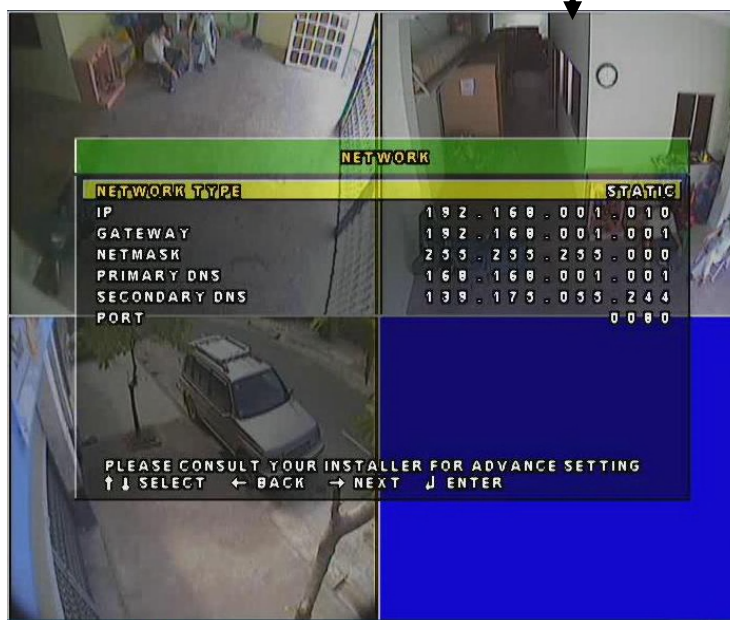 NETWORK
NETWORK TYPE STATIC
IP 192.168.001.010
GATEWAY 192.168.001.001
NETMASK 255.255.255.000
PRIMARY DNS 168.168.001.001
SECONDARY DNS 139.175.055.244
PORT 0080
PLEASE CONSULT YOUR INSTALLER FOR ADVANCE SETTING
↑↓ SELECT ← BACK → NEXT ↲ ENTER